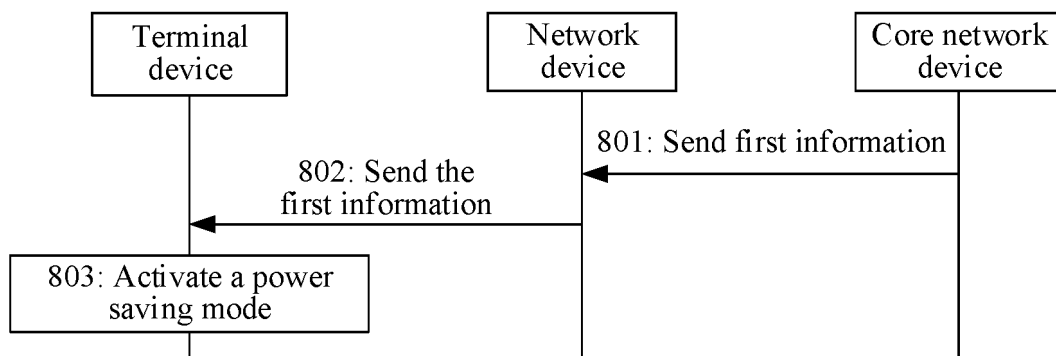 Terminal
device
Network
device
Core network
device
801: Send first information
802: Send the
first information
803: Activate a power
saving mode